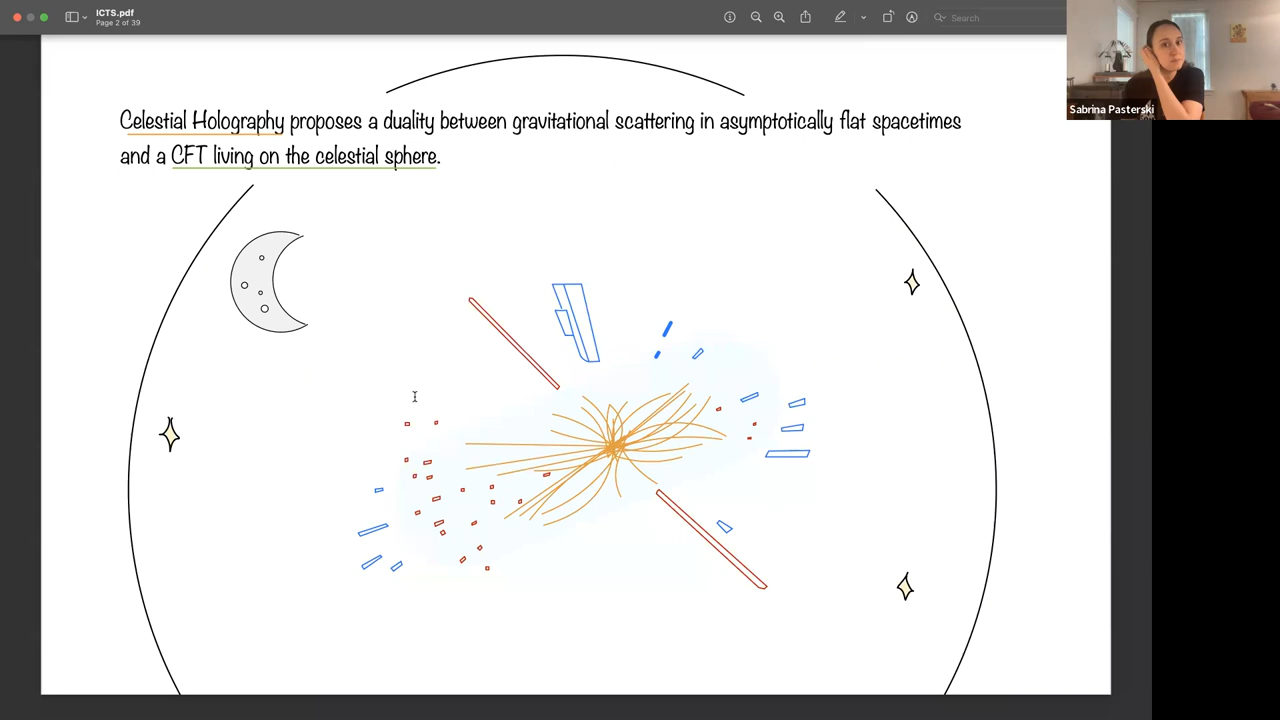 ICTS.pdf
Page 2 of 39
Search
Sabrina Pasterski
Celestial Holography proposes a duality between gravitational scattering in asymptotically flat spacetimes
and a CFT living on the celestial sphere.